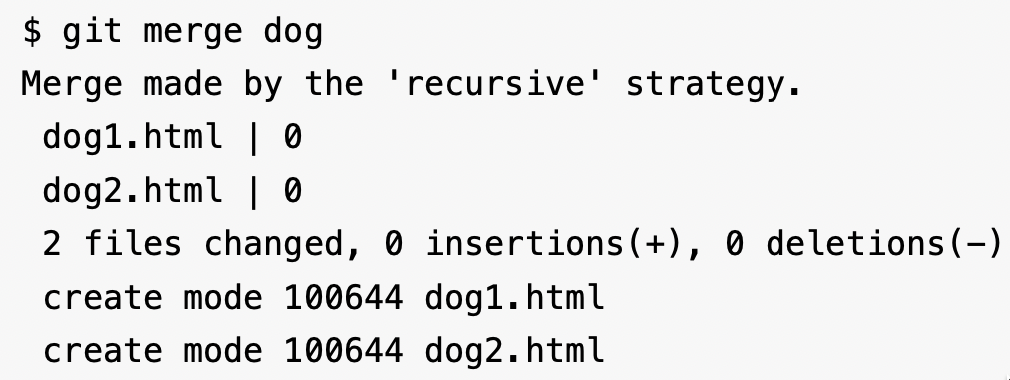 $ git merge dog
Merge made by the 'recursive' strategy.
 dog1.html | 0
 dog2.html | 0
 2 files changed, 0 insertions(+), 0 deletions(-)
 create mode 100644 dog1.html
 create mode 100644 dog2.html